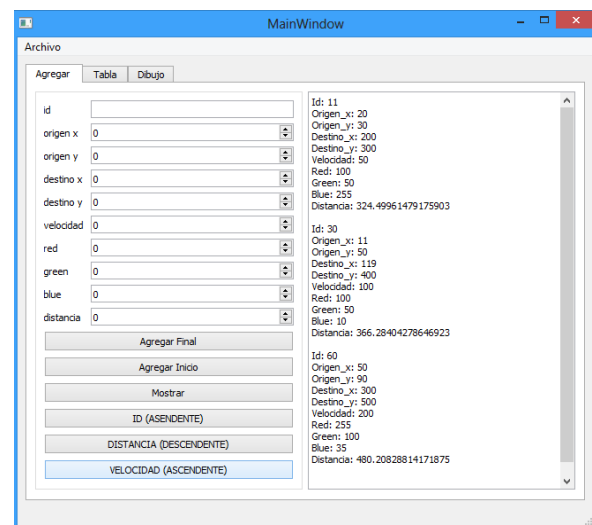 MainWindow
Archivo
Agregar Tabla Dibujo
id
origen x 0
origen y 0
destino x 0
destino y 0
velocidad 0
red 0
green 0
blue 0
distancia 0
Agregar Final
Agregar Inicio
Mostrar
ID (ASENDENTE)
DISTANCIA (DESCENDENTE)
VELOCIDAD (ASCENDENTE)
Id: 11
Origen_x: 20
Origen_y: 30
Destino_x: 200
Destino_y: 300
Velocidad: 50
Red: 100
Green: 50
Blue: 255
Distancia: 324.49961479175903
Id: 30
Origen_x: 11
Origen_y: 50
Destino_x: 119
Destino_y: 400
Velocidad: 100
Red: 100
Green: 50
Blue: 10
Distancia: 366.28404278646923
Id: 60
Origen_x: 50
Origen_y: 90
Destino_x: 300
Destino_y: 500
Velocidad: 200
Red: 255
Green: 100
Blue: 35
Distancia: 480.20828814171875